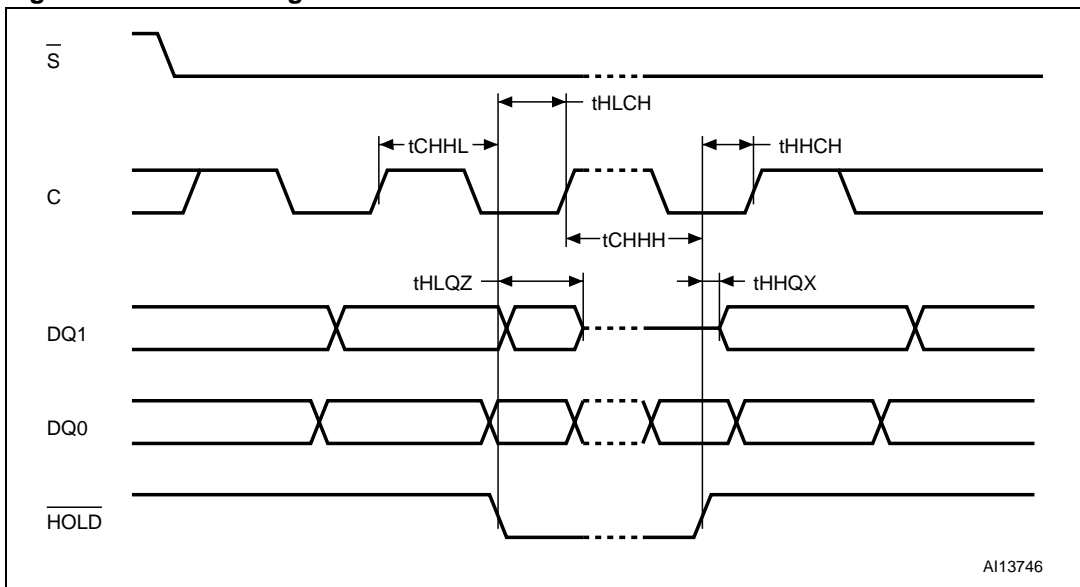 S
tHLCH
tCHHL
tHHCH
C
tCHHH
tHLQZ
tHHQX
DQ1
DQ0
HOLD
AI13746